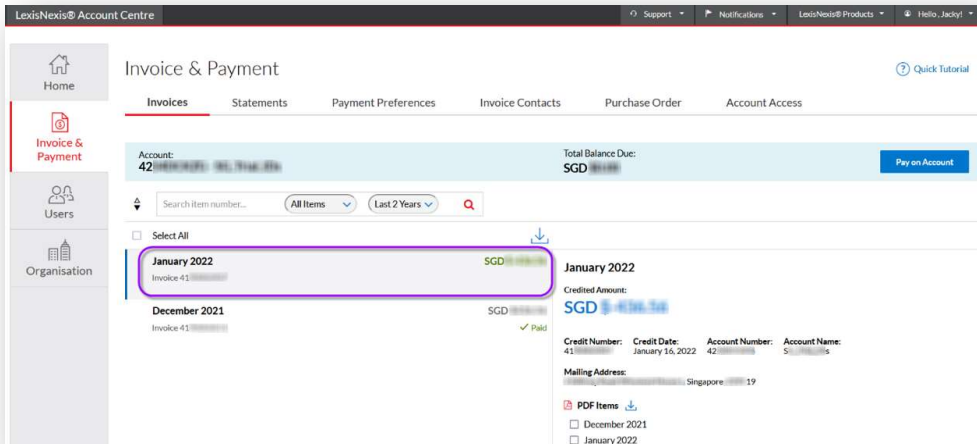 LexisNexis® Account Centre
Support
Notifications
LexisNexis® Products
Hello, Jacky!
Home
Invoice & Payment
Users
Organisation
Invoice & Payment
Quick Tutorial
Invoices
Statements
Payment Preferences
Invoice Contacts
Purchase Order
Account Access
Account:
42
Total Balance Due:
SGD
Pay on Account
Search item number...
All Items
Last 2 Years
Select All
January 2022
SGD
Invoice 41
December 2021
SGD
Invoice 41
Paid
January 2022
Credited Amount:
SGD
Credit Number:
41
Credit Date:
January 16, 2022
Account Number:
42
Account Name:
S s
Mailing Address:
Singapore 19
PDF Items
December 2021
January 2022